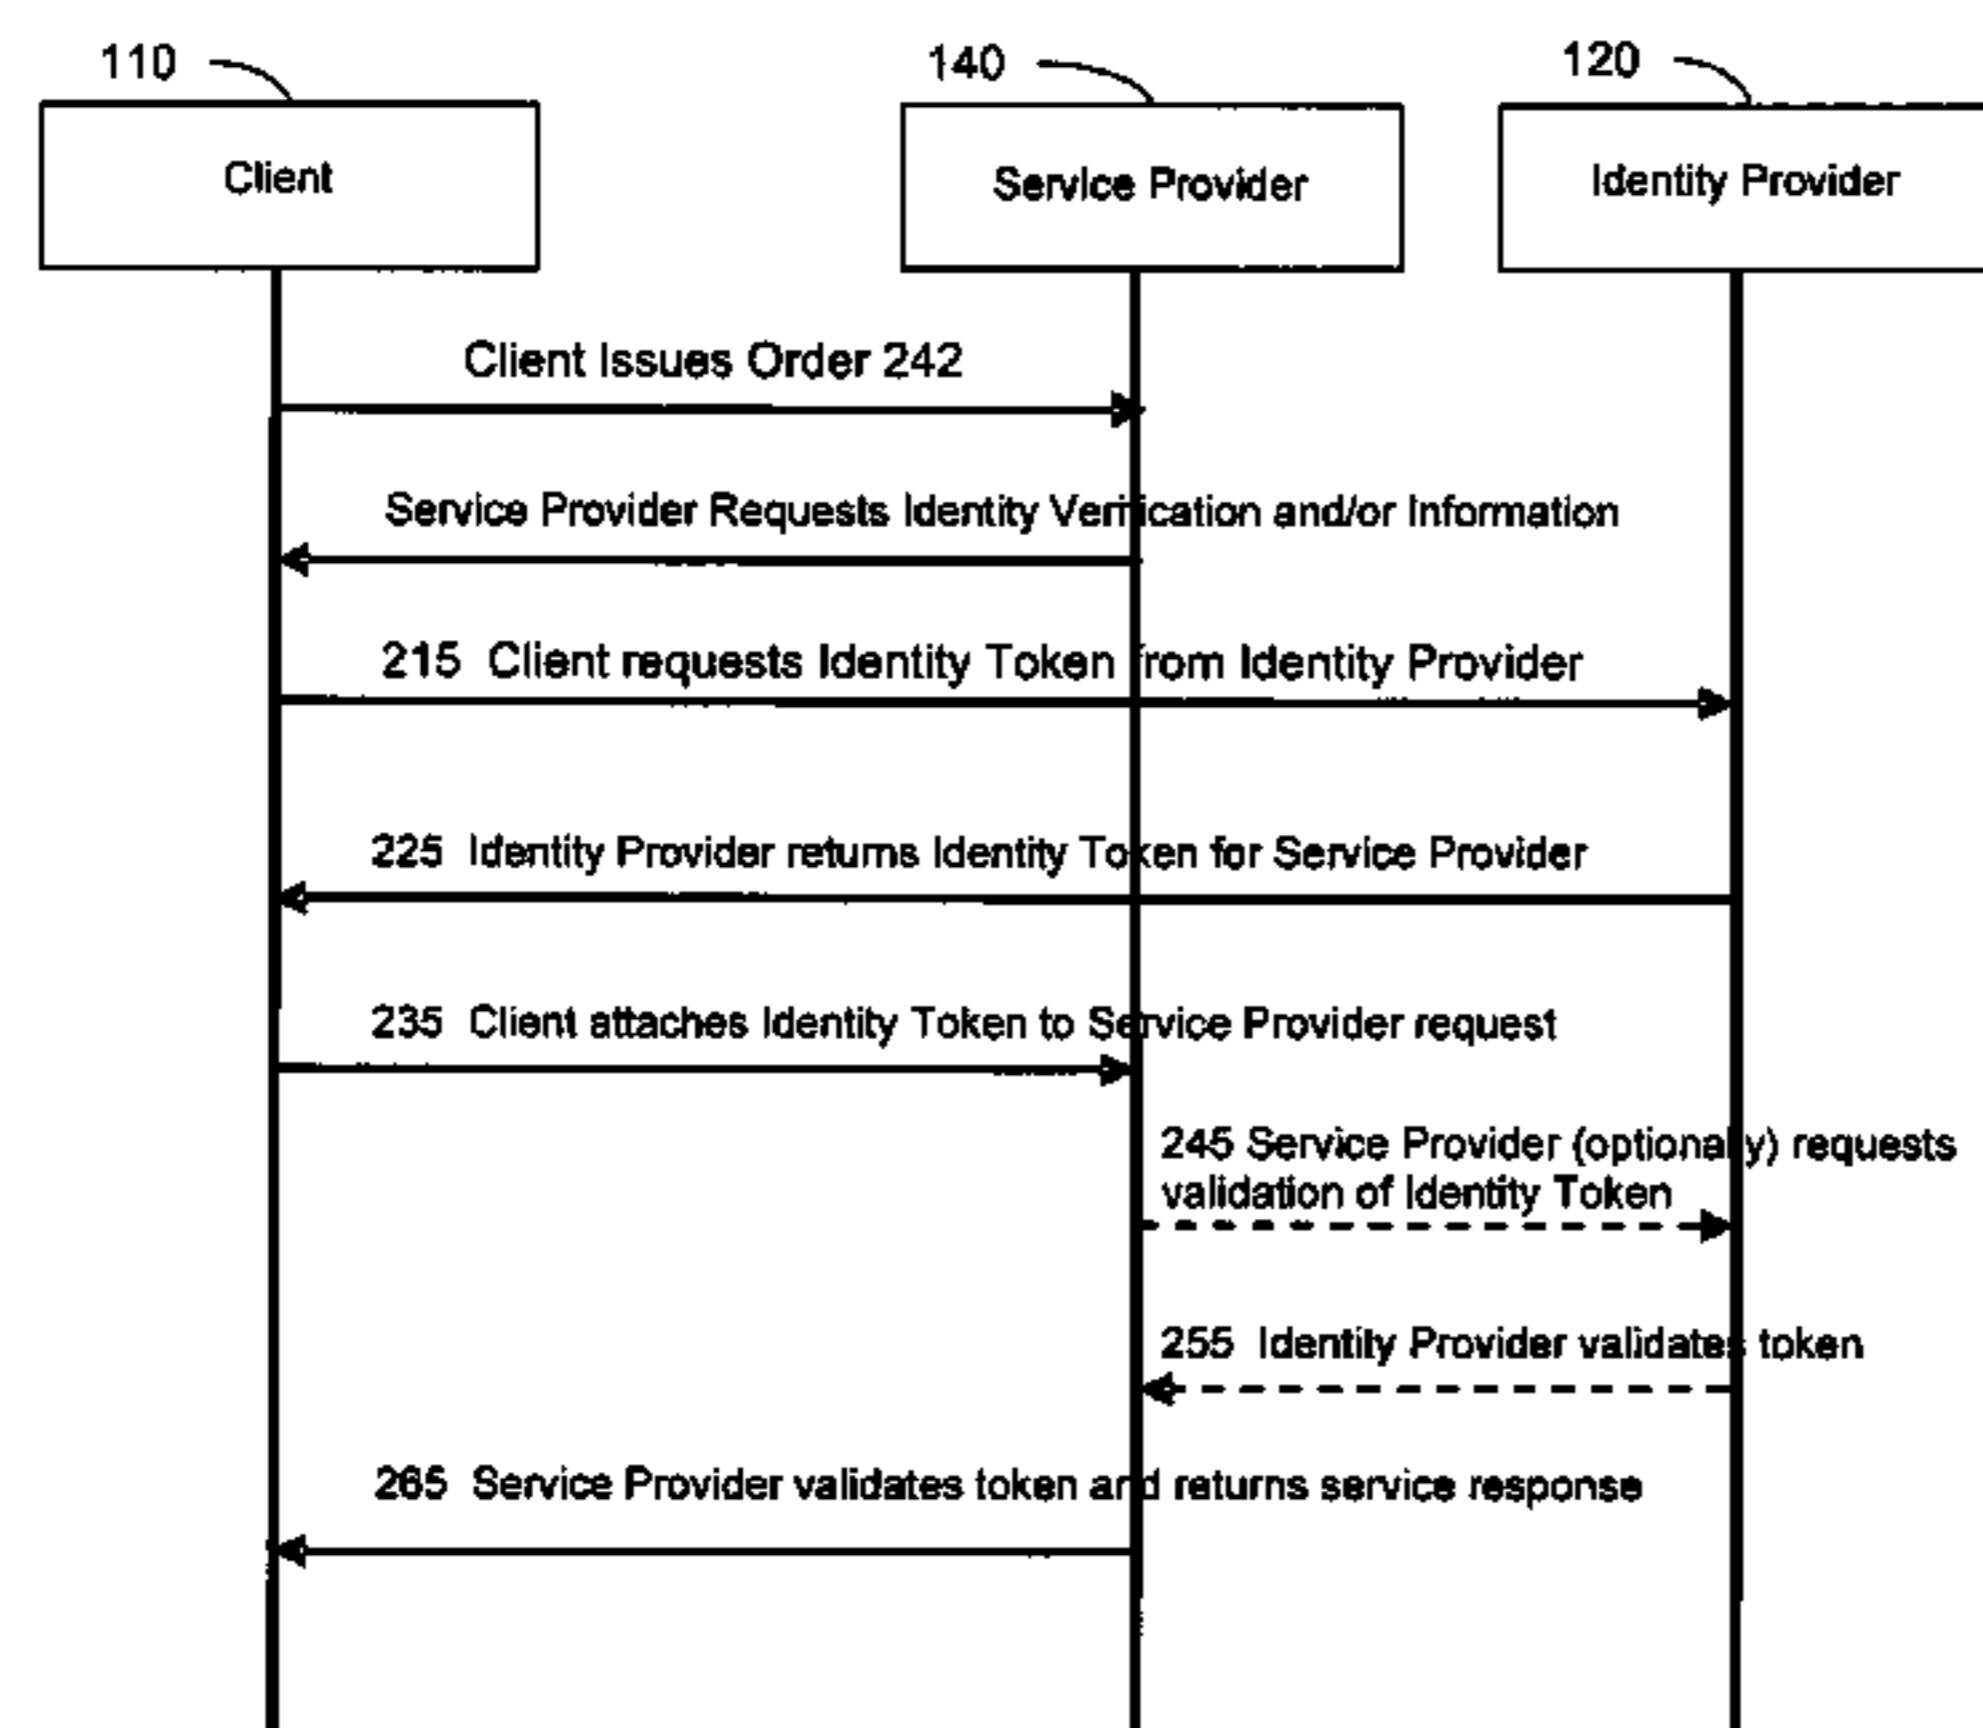 110
140
120
Client
Service Provider
Identity Provider
Client Issues Order 242
Service Provider Requests Identity Verification and/or Information
215 Client requests Identity Token from Identity Provider
225 Identity Provider returns Identity Token for Service Provider
235 Client attaches Identity Token to Service Provider request
245 Service Provider (optionally) requests
validation of Identity Token
255 Identity Provider validates token
265 Service Provider validates token and returns service response